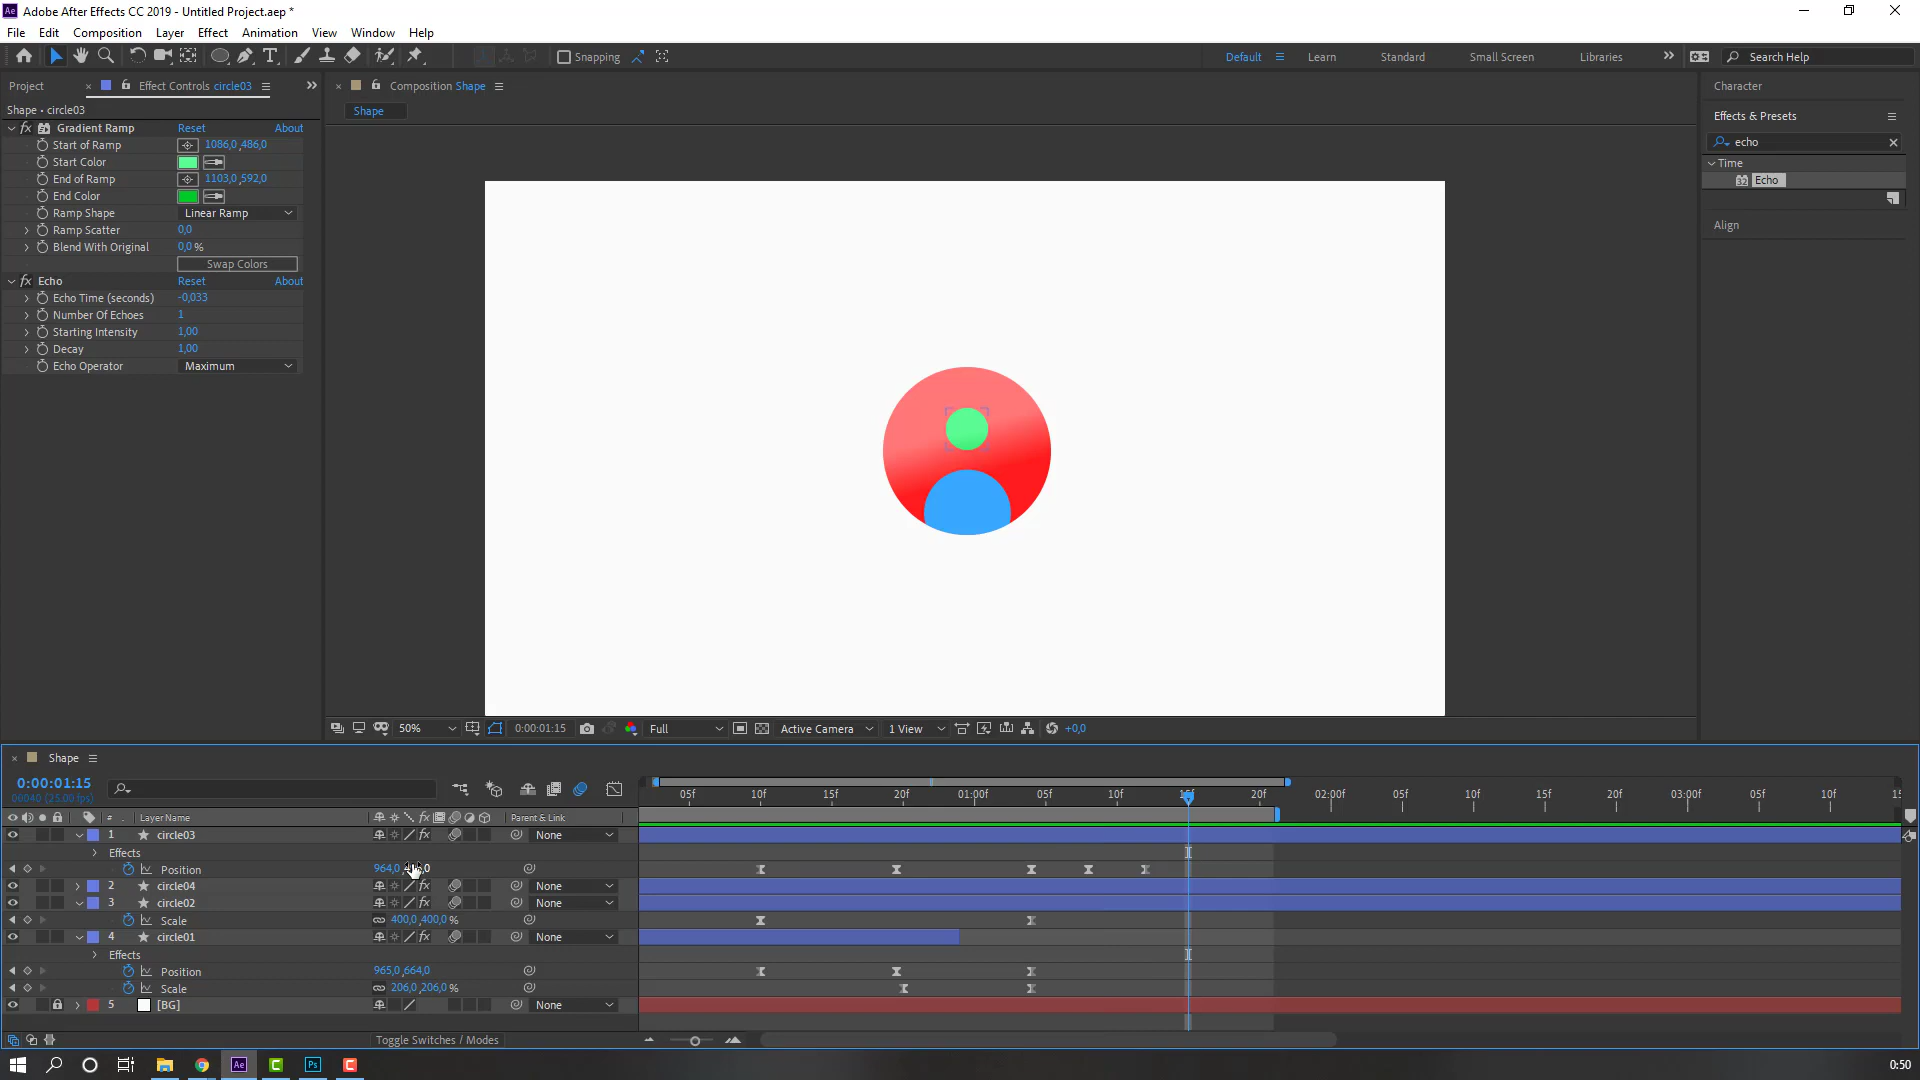 Adobe After Effects CC 2019 - Untitled Project.aep *
File Edit Composition Layer Effect Animation View Window Help
Snapping
Default Learn Standard Small Screen Libraries Search Help
Project Effect Controls circle03
Shape • circle03
Gradient Ramp Reset About
Start of Ramp 1086,0 ,486,0
Start Color
End of Ramp 1103,0 ,592,0
End Color
Ramp Shape Linear Ramp
Ramp Scatter 0,0
Blend With Original 0,0 %
Swap Colors
Echo Reset About
Echo Time (seconds) -0,033
Number Of Echoes 1
Starting Intensity 1,00
Decay 1,00
Echo Operator Maximum
Composition Shape
Shape
Character
Effects & Presets
echo
Time
32 Echo
Align
50% 0:00:01:15 Full Active Camera 1 View +0,0
Shape
0:00:01:15
00040 (25.00 fps)
05f 10f 15f 20f 01:00f 05f 10f 15f 20f 02:00f 05f 10f 15f 20f 03:00f 05f 10f
# Layer Name Parent & Link
1 circle03 None
Effects
Position 964,0
2 circle04 None
3 circle02 None
Scale 400,0,400,0 %
4 circle01 None
Effects
Position 965,0 ,664,0
Scale 206,0,206,0 %
5 [BG] None
Toggle Switches / Modes
Ae Ps 0:50